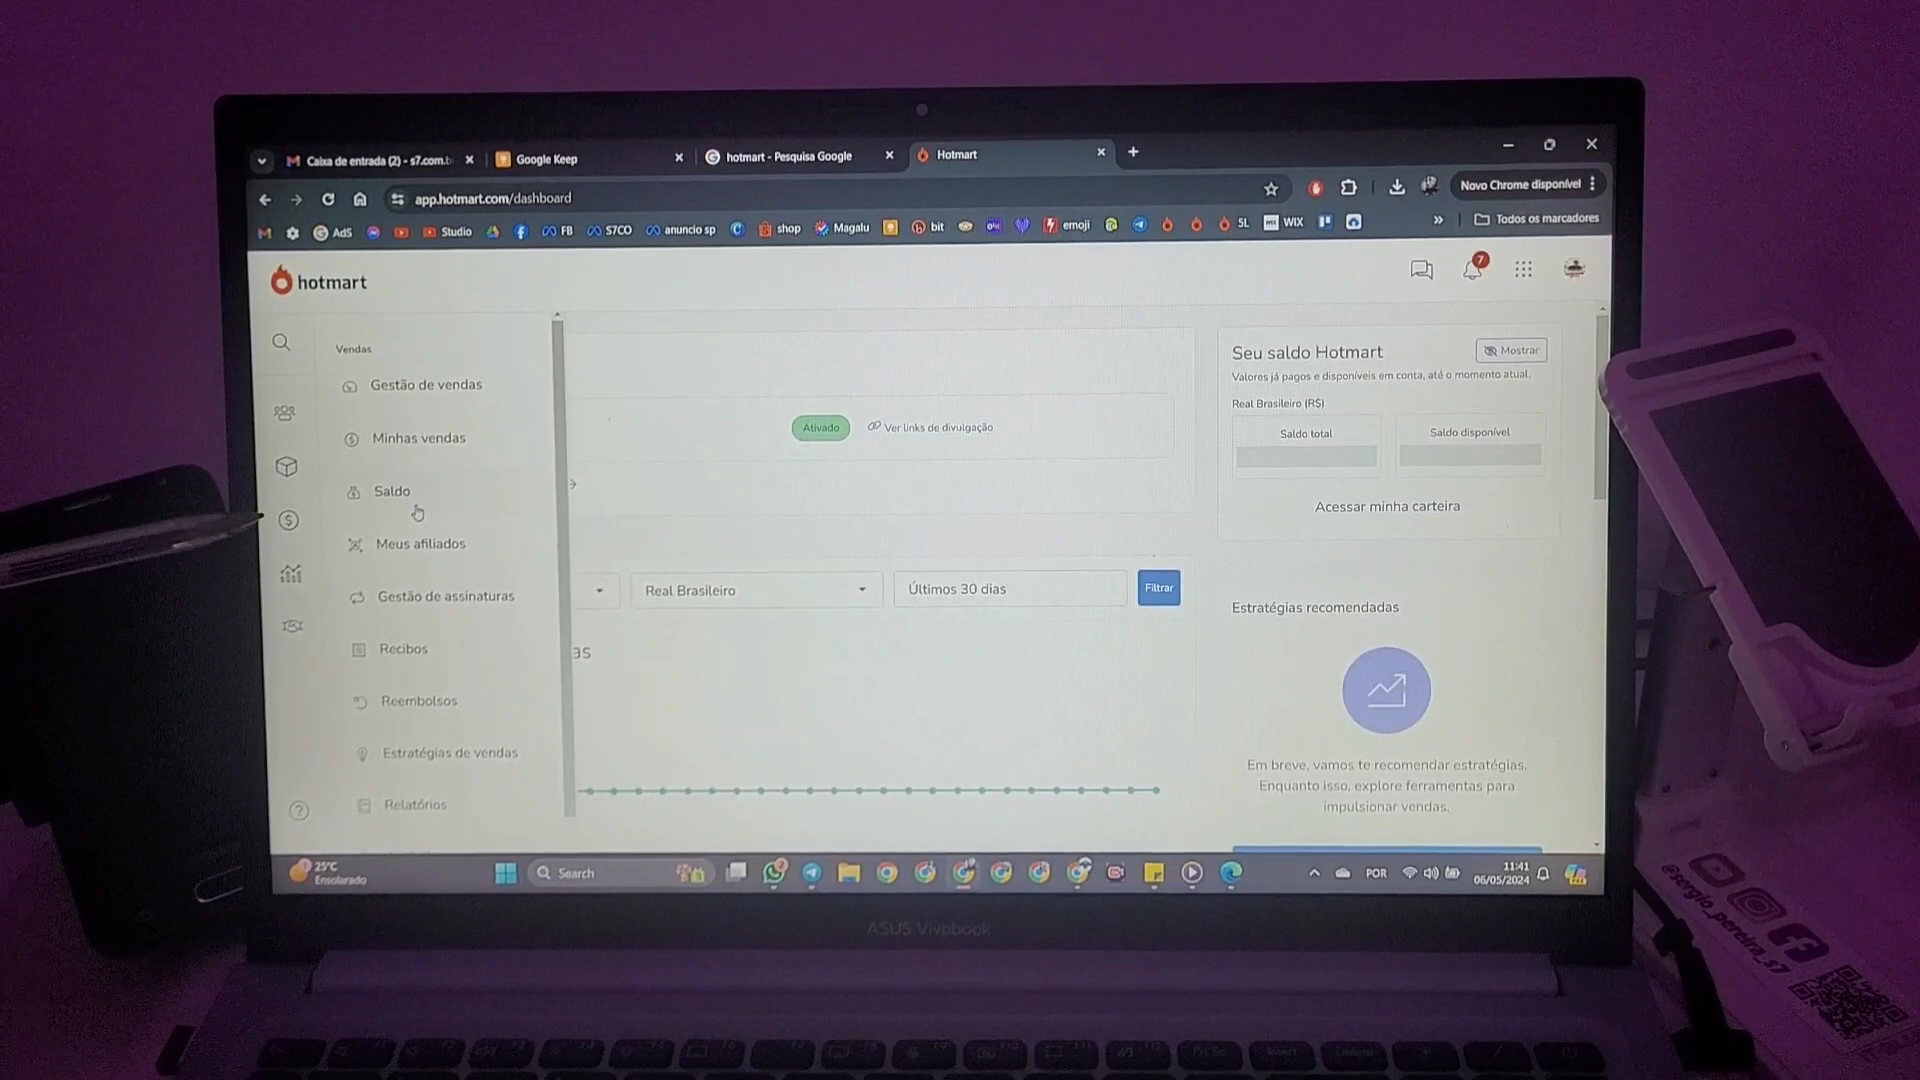 Caixa de entrada (2) - s7.com.b
Google Keep
hotmart - Pesquisa Google
Hotmart
app.hotmart.com/dashboard
Novo Chrome disponível
AdS
Studio
FB
S7CO
anuncio sp
shop
Magalu
bit
emoji
SL
WIX
Todos os marcadores
hotmart
7
Vendas
Gestão de vendas
Minhas vendas
Saldo
Meus afiliados
Gestão de assinaturas
Recibos
Reembolsos
Estratégias de vendas
Relatórios
Ativado
Ver links de divulgação
Real Brasileiro
Últimos 30 dias
Filtrar
as
Seu saldo Hotmart
Mostrar
Valores já pagos e disponíveis em conta, até o momento atual.
Real Brasileiro (R$)
Saldo total
Saldo disponível
Acessar minha carteira
Estratégias recomendadas
Em breve, vamos te recomendar estratégias.
Enquanto isso, explore ferramentas para
impulsionar vendas.
25°C
Ensolarado
Search
POR
11:41
06/05/2024
ASUS Vivobook
@sergio_pereira_s7
Insert
Delete